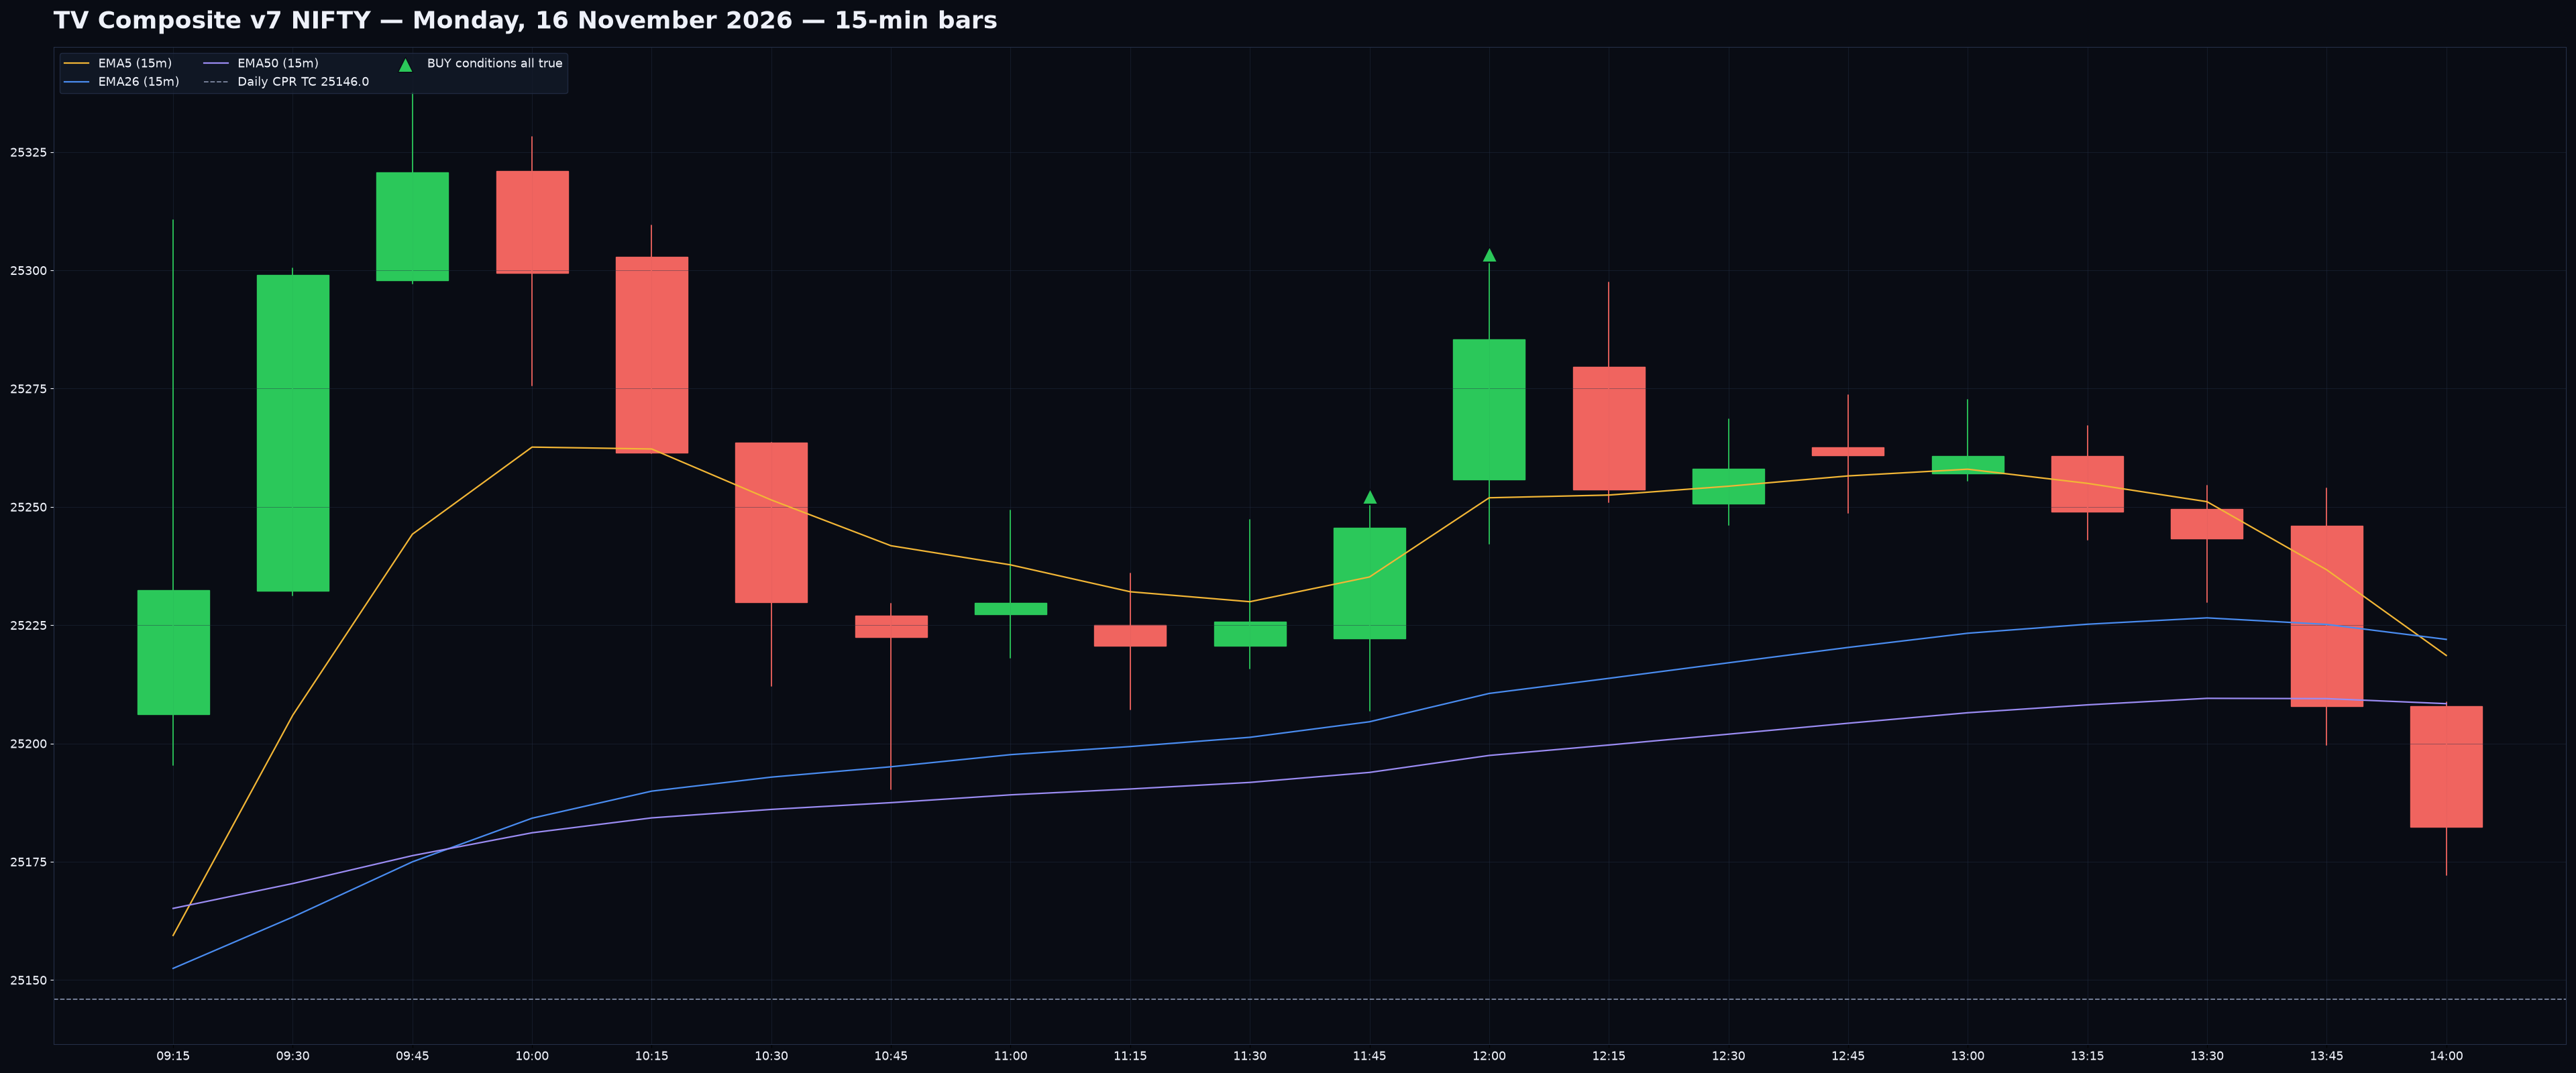 TV Composite v7 NIFTY — Monday, 16 November 2026 — 15-min bars
EMA5 (15m)
EMA26 (15m)
EMA50 (15m)
Daily CPR TC 25146.0
BUY conditions all true
25325
25300
25275
25250
25225
25200
25175
25150
09:15 09:30 09:45 10:00 10:15 10:30 10:45 11:00 11:15 11:30 11:45 12:00 12:15 12:30 12:45 13:00 13:15 13:30 13:45 14:00